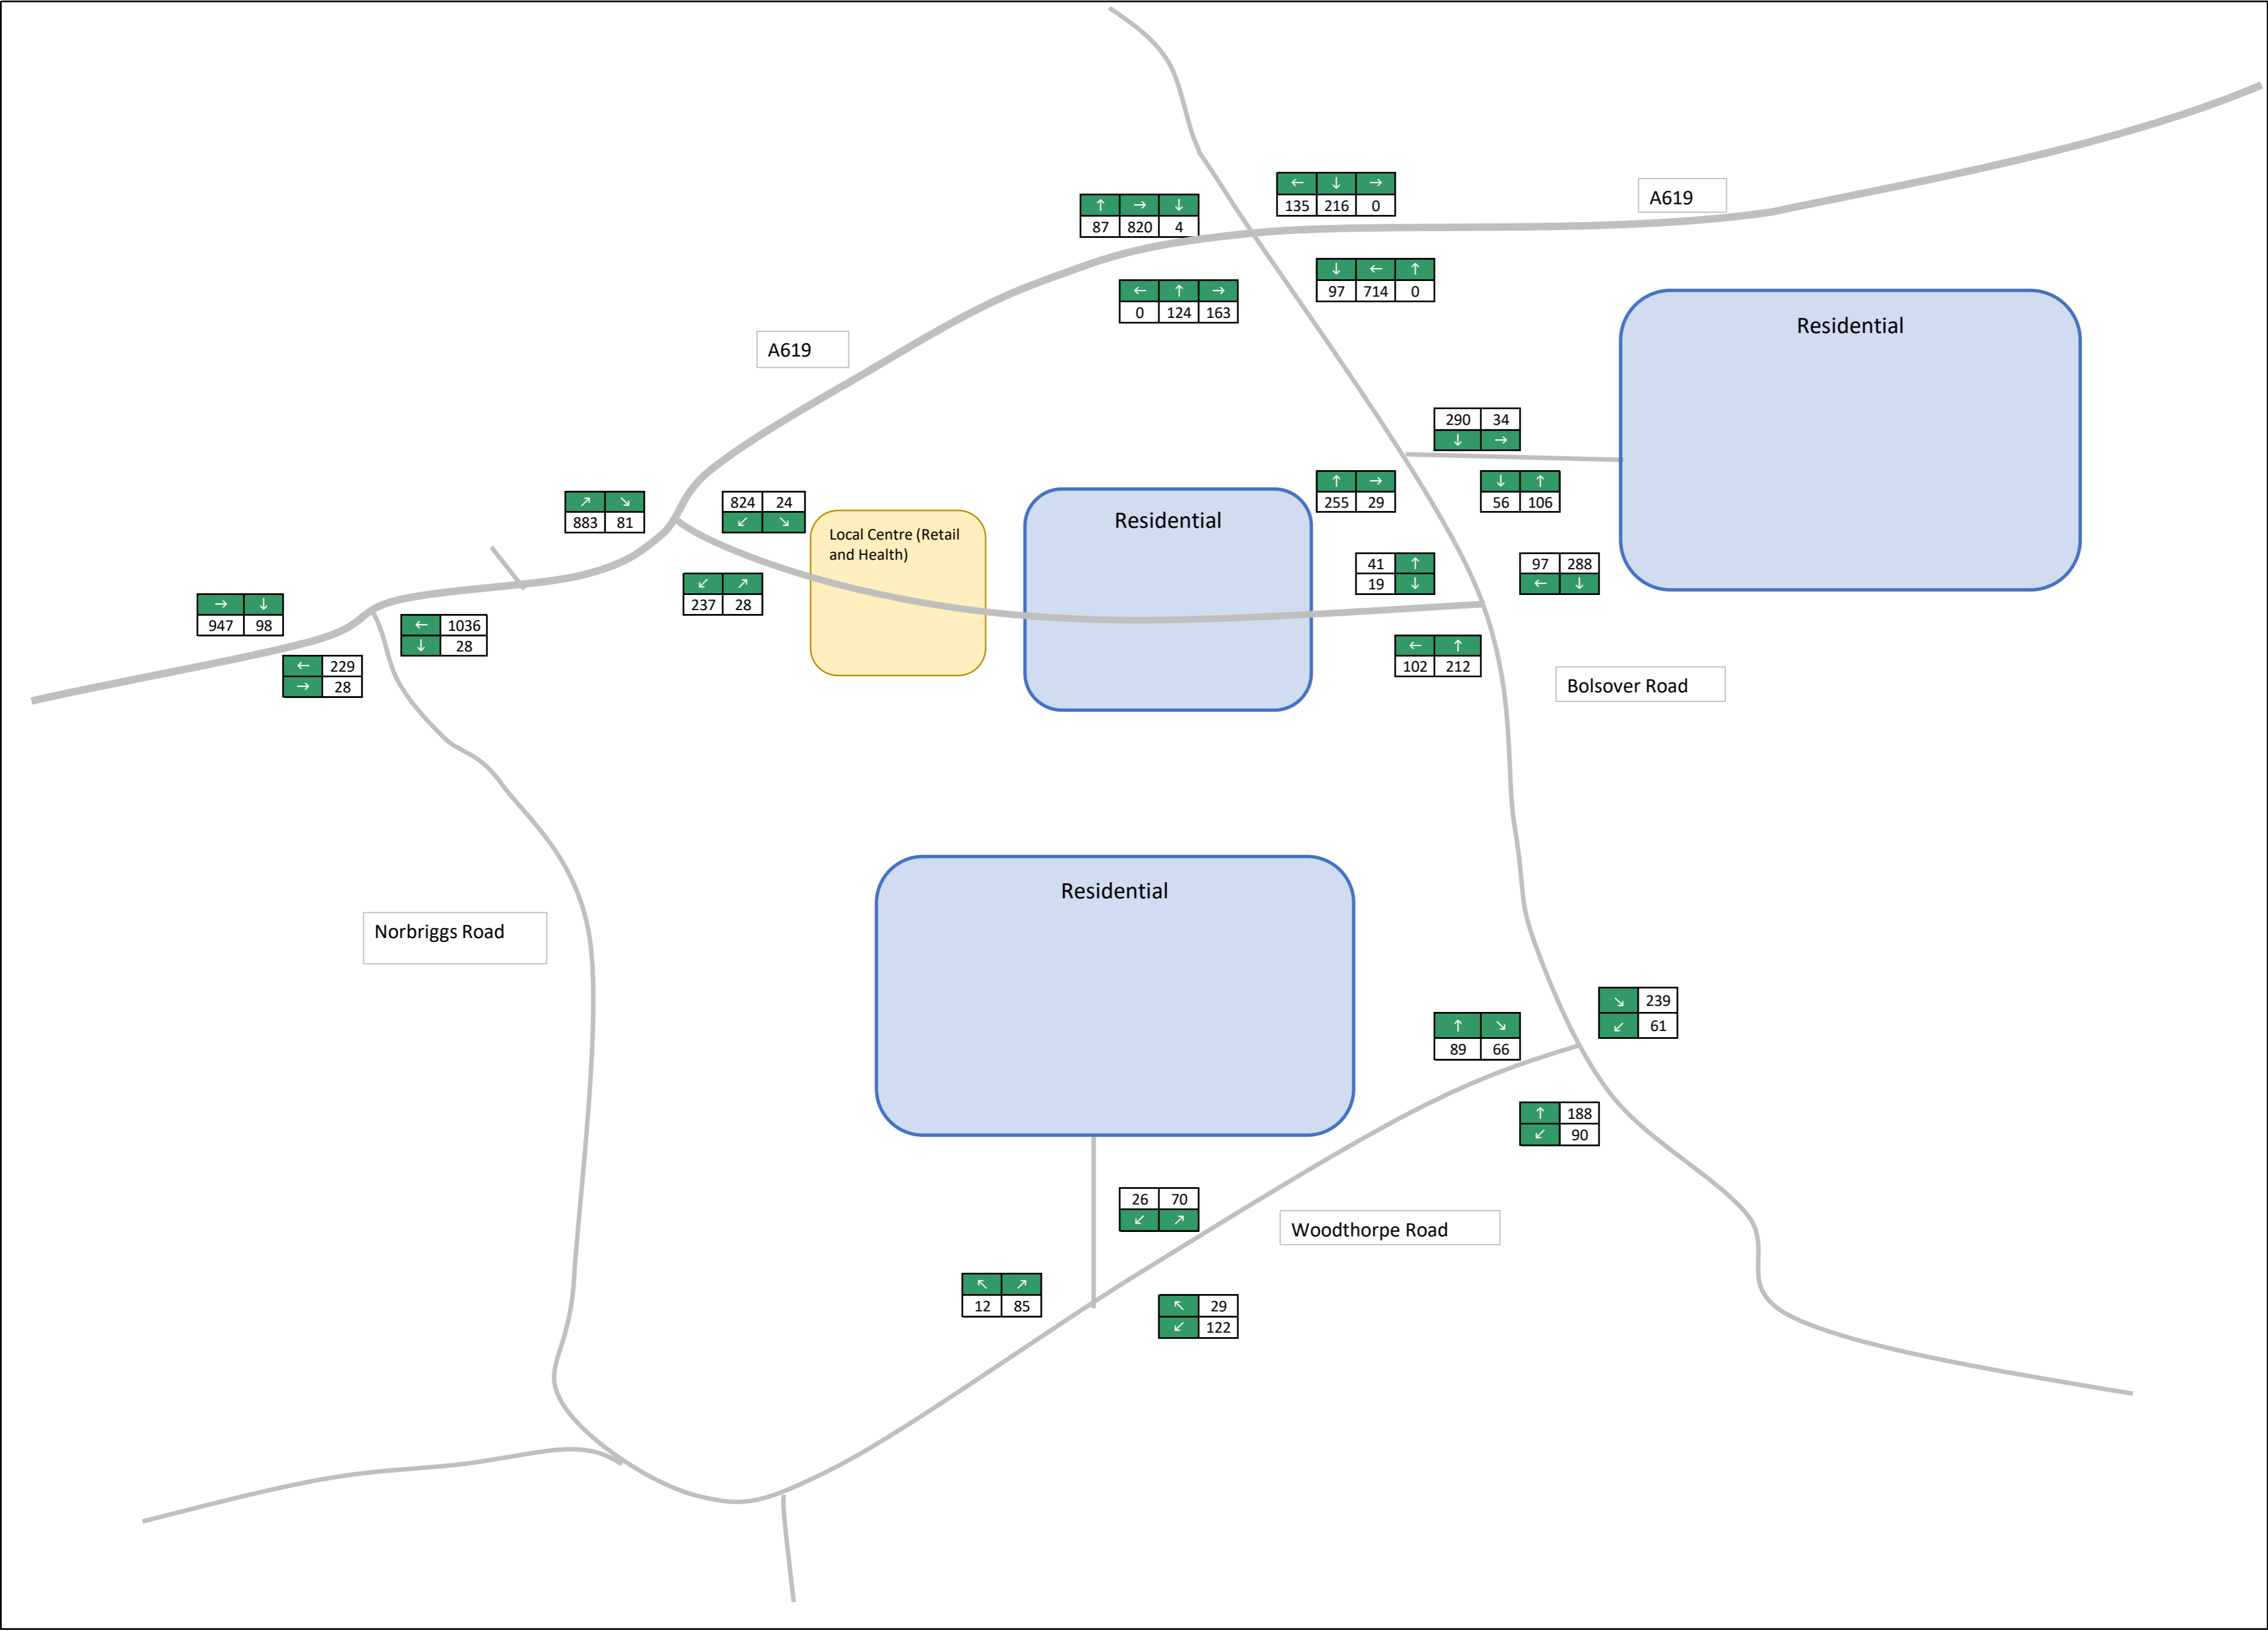 ← ↓ →
135 216 0
A619
↑ → ↓
87 820 4
↓ ← ↑
97 714 0
← ↑ →
0 124 163
Residential
A619
290 34
↓ →
↑ →
255 29
↓ ↑
56 106
↗ ↘
883 81
824 24
↙ ↘
Residential
Local Centre (Retail
and Health)
41 ↑
19 ↓
97 288
← ↓
↙ ↗
237 28
→ ↓
947 98
← 1036
↓ 28
← ↑
102 212
← 229
→ 28
Bolsover Road
Residential
Norbriggs Road
↘ 239
↙ 61
↑ ↘
89 66
↑ 188
↙ 90
26 70
↙ ↗
Woodthorpe Road
↖ ↗
12 85
↖ 29
↙ 122